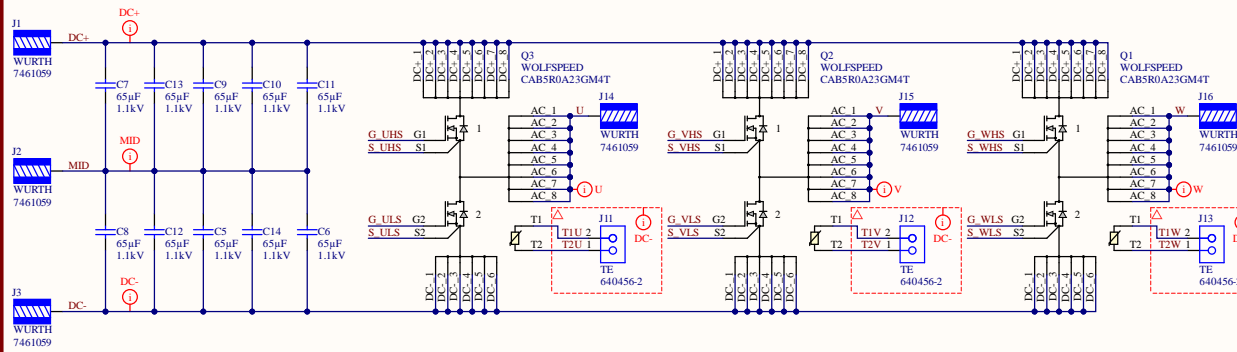 J1
DC+
WURTH
7461059
DC+
i
C7
65µF
1.1kV
C13
65µF
1.1kV
C9
65µF
1.1kV
C10
65µF
1.1kV
C11
65µF
1.1kV
J2
MID
WURTH
7461059
MID
i
C8
65µF
1.1kV
C12
65µF
1.1kV
C5
65µF
1.1kV
C14
65µF
1.1kV
C6
65µF
1.1kV
J3
DC-
WURTH
7461059
DC-
i
DC+_1
DC+_2
DC+_3
DC+_4
DC+_5
DC+_6
DC+_7
DC+_8
Q3
WOLFSPEED
CAB5R0A23GM4T
G_UHS G1
S_UHS S1
1
AC_1
AC_2
AC_3
AC_4
AC_5
AC_6
AC_7
AC_8
U
J14
WURTH
7461059
i U
G_ULS G2
S_ULS S2
2
T1
T2
T1U 2
T2U 1
J11
TE
640456-2
i
DC-
DC-_1
DC-_2
DC-_3
DC-_4
DC-_5
DC-_6
DC+_1
DC+_2
DC+_3
DC+_4
DC+_5
DC+_6
DC+_7
DC+_8
Q2
WOLFSPEED
CAB5R0A23GM4T
G_VHS G1
S_VHS S1
1
AC_1
AC_2
AC_3
AC_4
AC_5
AC_6
AC_7
AC_8
V
J15
WURTH
7461059
i V
G_VLS G2
S_VLS S2
2
T1
T2
T1V 2
T2V 1
J12
TE
640456-2
i
DC-
DC-_1
DC-_2
DC-_3
DC-_4
DC-_5
DC-_6
DC+_1
DC+_2
DC+_3
DC+_4
DC+_5
DC+_6
DC+_7
DC+_8
Q1
WOLFSPEED
CAB5R0A23GM4T
G_WHS G1
S_WHS S1
1
AC_1
AC_2
AC_3
AC_4
AC_5
AC_6
AC_7
AC_8
W
J16
WURTH
7461059
i W
G_WLS G2
S_WLS S2
2
T1
T2
T1W 2
T2W 1
J13
TE
640456-2
DC-_1
DC-_2
DC-_3
DC-_4
DC-_5
DC-_6